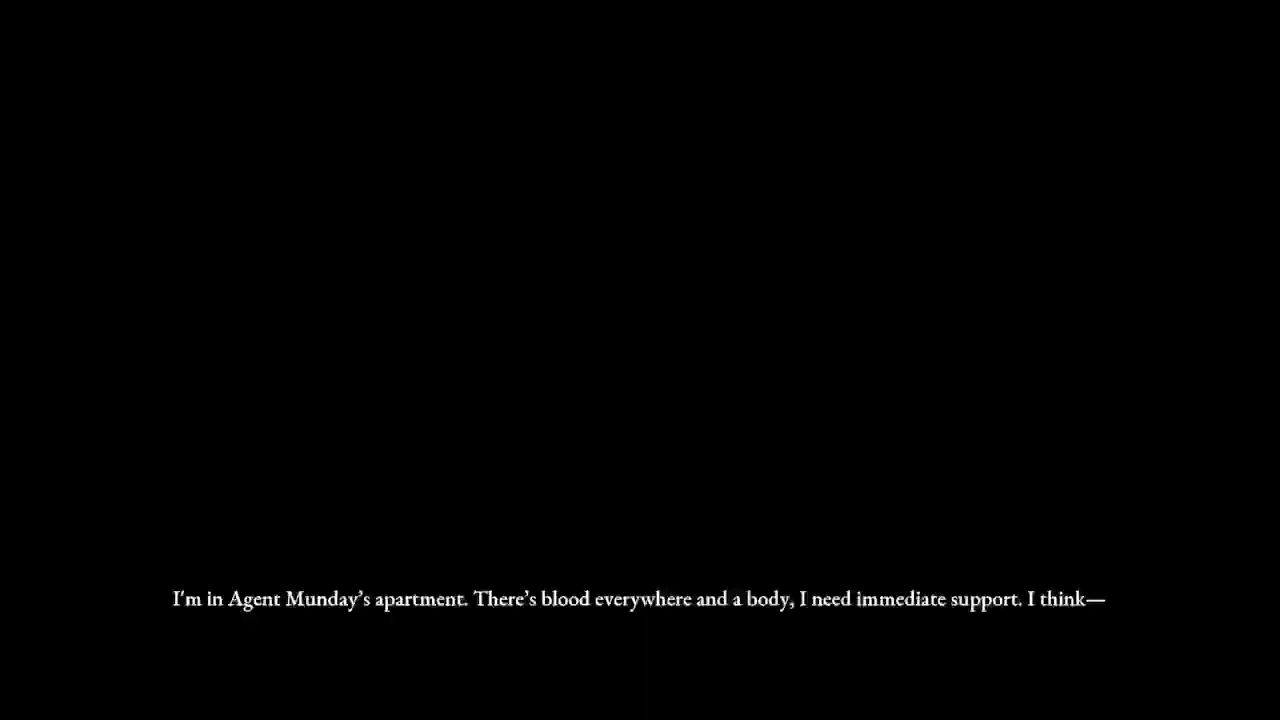 I'm in Agent Munday’s apartment. There’s blood everywhere and a body, I need immediate support. I think—